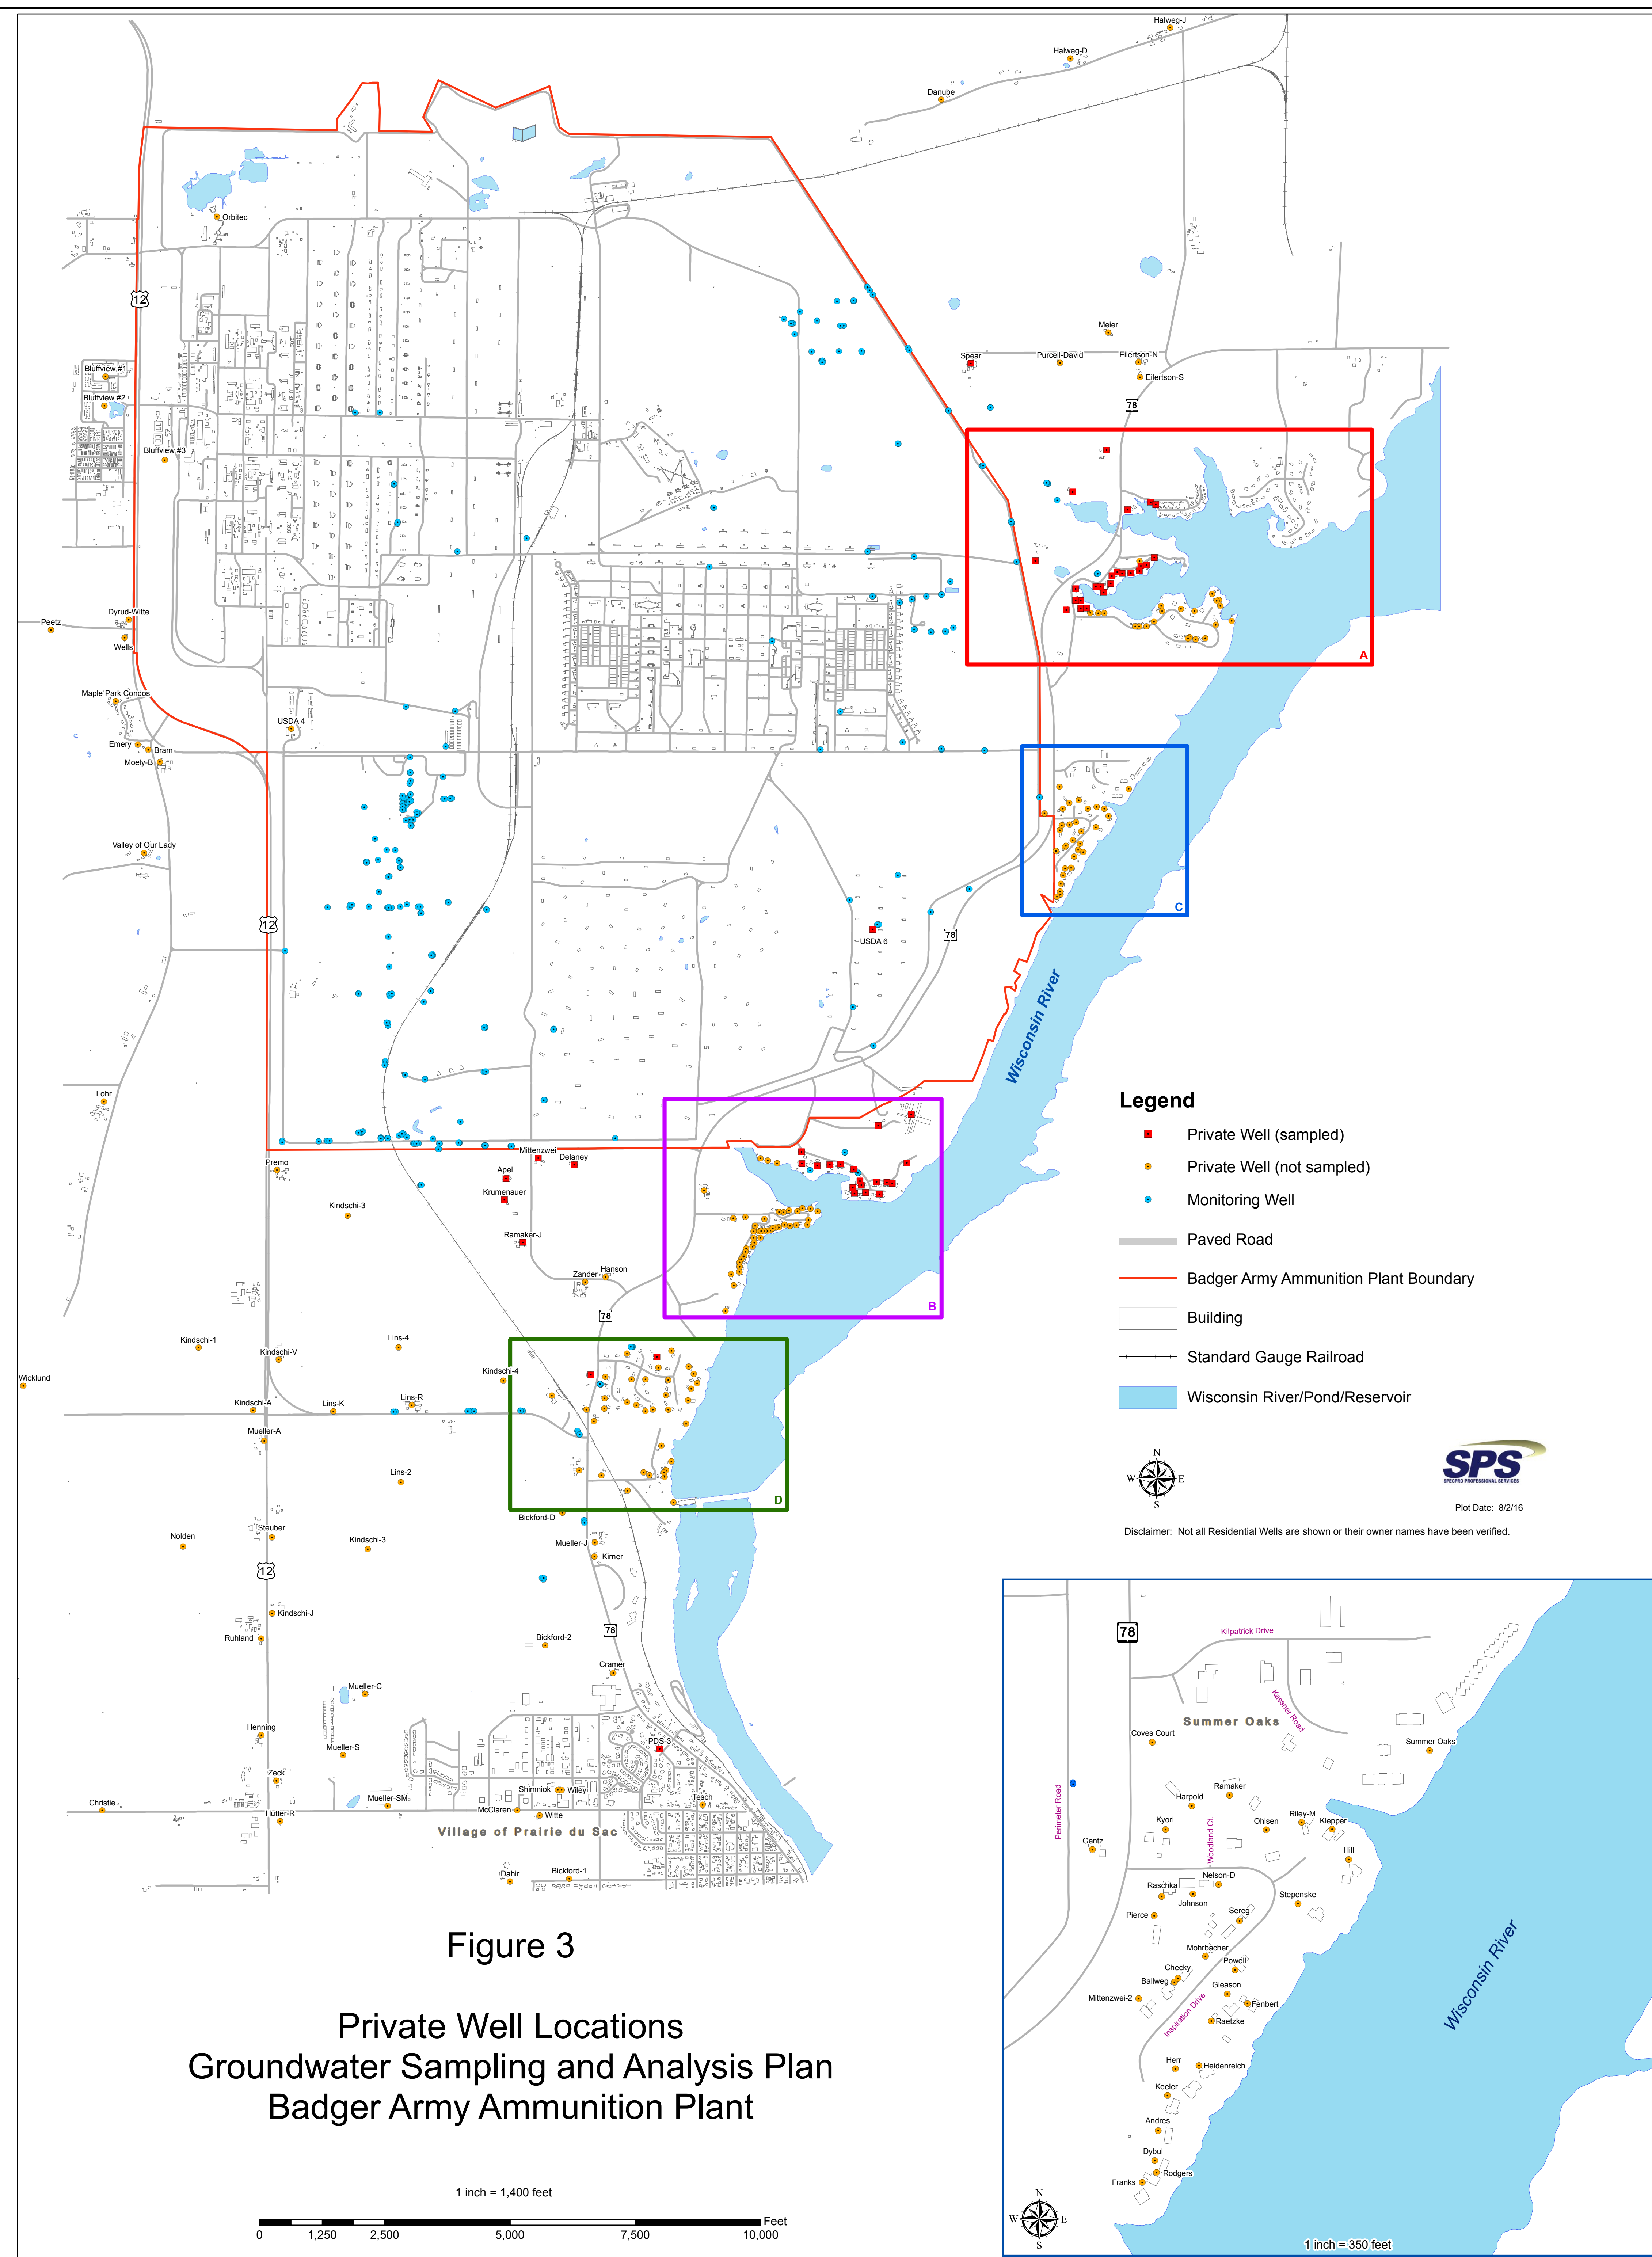 Halweg-J
Halweg-D
Danube
Orbitec
12
Meier
Spear
Purcell-David
Eilertson-N
Eilertson-S
78
Bluffview #1
Bluffview #2
Bluffview #3
A
Dyrud-Witte
Peetz
Wells
Maple Park Condos
USDA 4
Emery
Bram
Moely-B
Valley of Our Lady
C
12
78
USDA 6
Wisconsin River
Lohr
Premo
Mittenzwei
Delaney
Apel
Krumenauer
Kindschi-3
Ramaker-J
Zander
Hanson
B
78
Kindschi-1
Lins-4
Kindschi-V
Kindschi-4
Wicklund
Kindschi-A
Lins-K
Lins-R
Mueller-A
Lins-2
D
Bickford-D
Nolden
Steuber
Kindschi-3
Mueller-J
Kirner
12
Kindschi-J
Ruhland
78
Bickford-2
Cramer
Mueller-C
Henning
Mueller-S
PDS-3
Zeck
Shimniok
Wiley
Christie
Mueller-SM
McClaren
Witte
Tesch
Hutter-R
Village of Prairie du Sac
Dahir
Bickford-1
Legend
Private Well (sampled)
Private Well (not sampled)
Monitoring Well
Paved Road
Badger Army Ammunition Plant Boundary
Building
Standard Gauge Railroad
Wisconsin River/Pond/Reservoir
N
W
E
S
SPS
SPECPRO PROFESSIONAL SERVICES
Plot Date: 8/2/16
Disclaimer: Not all Residential Wells are shown or their owner names have been verified.
78
Kilpatrick Drive
Kastner Road
Summer Oaks
Coves Court
Summer Oaks
Perimeter Road
Ramaker
Harpold
Kyori
Woodland Ct.
Ohlsen
Riley-M
Klepper
Gentz
Hill
Nelson-D
Raschka
Johnson
Stepenske
Pierce
Sereg
Mohrbacher
Powell
Checky
Ballweg
Gleason
Mittenzwei-2
Fenbert
Inspiration Drive
Raetzke
Wisconsin River
Herr
Heidenreich
Keeler
Andres
Dybul
Rodgers
Franks
N
W
E
S
1 inch = 350 feet
Figure 3
Private Well Locations
Groundwater Sampling and Analysis Plan
Badger Army Ammunition Plant
1 inch = 1,400 feet
Feet
0 1,250 2,500 5,000 7,500 10,000